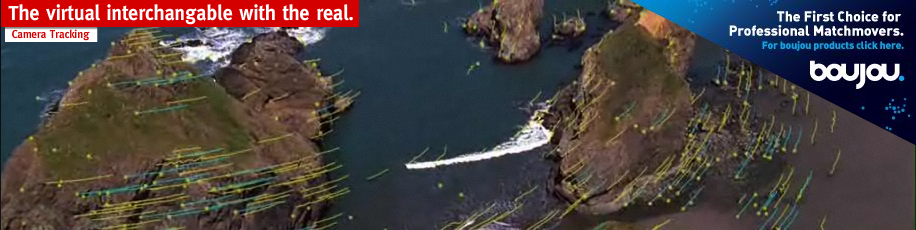 The virtual interchangable with the real.
Camera Tracking
The First Choice for
Professional Matchmovers.
For boujou products click here.
boujou.